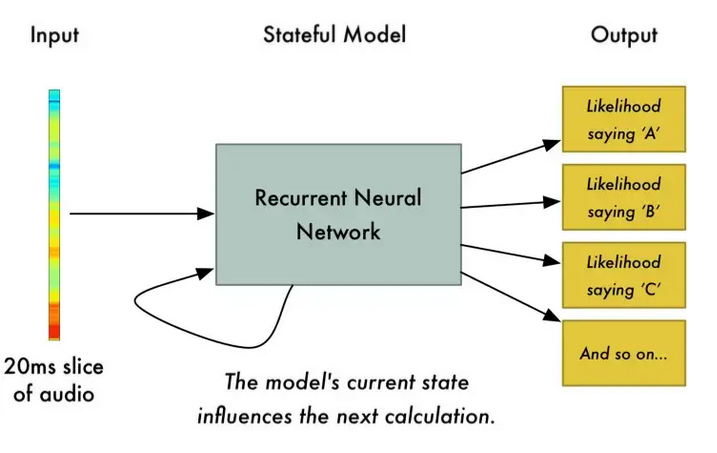 Input
Stateful Model
Output
Likelihood
saying ‘A’
Likelihood
saying ‘B’
Recurrent Neural
Network
Likelihood
saying ‘C’
And so on...
20ms slice
of audio
The model's current state
influences the next calculation.